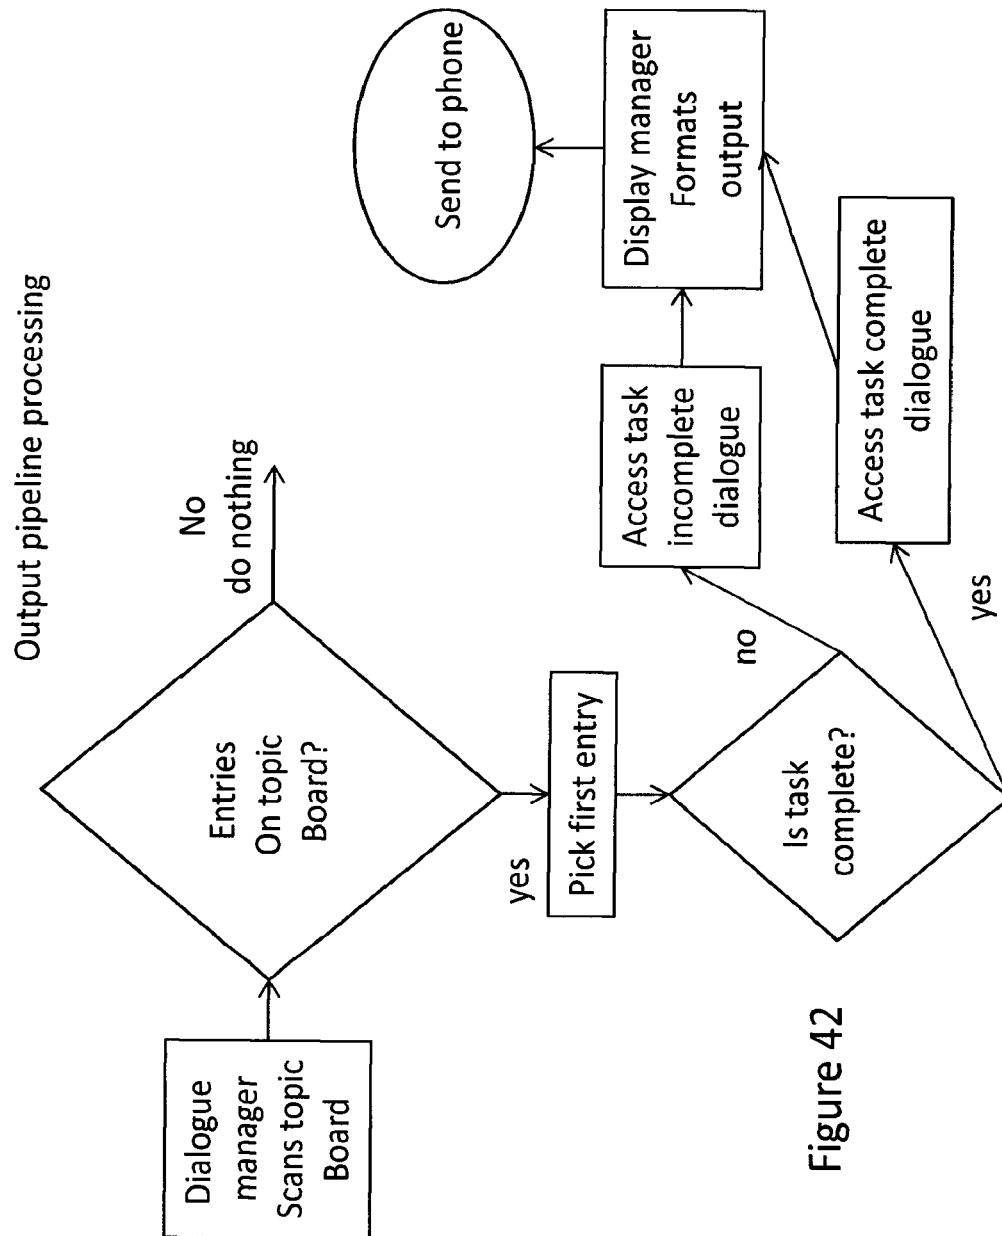 Output pipeline processing
Dialogue
manager
Scans topic
Board
Entries
On topic
Board?
No
do nothing
yes
Pick first entry
Is task
complete?
no
Access task
incomplete
dialogue
yes
Access task complete
dialogue
Display manager
Formats
output
Send to phone
Figure 42